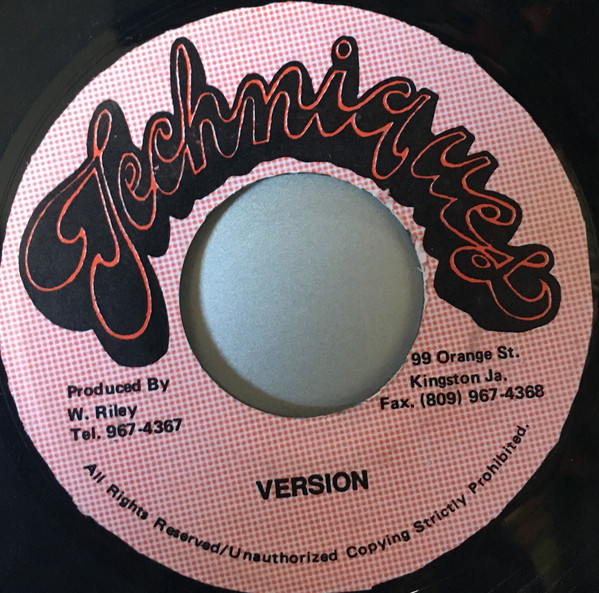 Techniques
Produced By
W. Riley
Tel. 967-4367
99 Orange St.
Kingston Ja.
Fax. (809) 967-4368
VERSION
All Rights Reserved/Unauthorized Copying Strictly Prohibited.